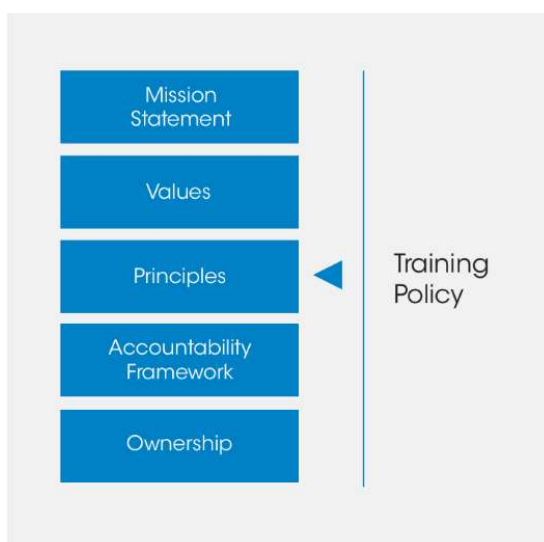 Mission
Statement
Values
Principles
Accountability
Framework
Ownership
Training
Policy